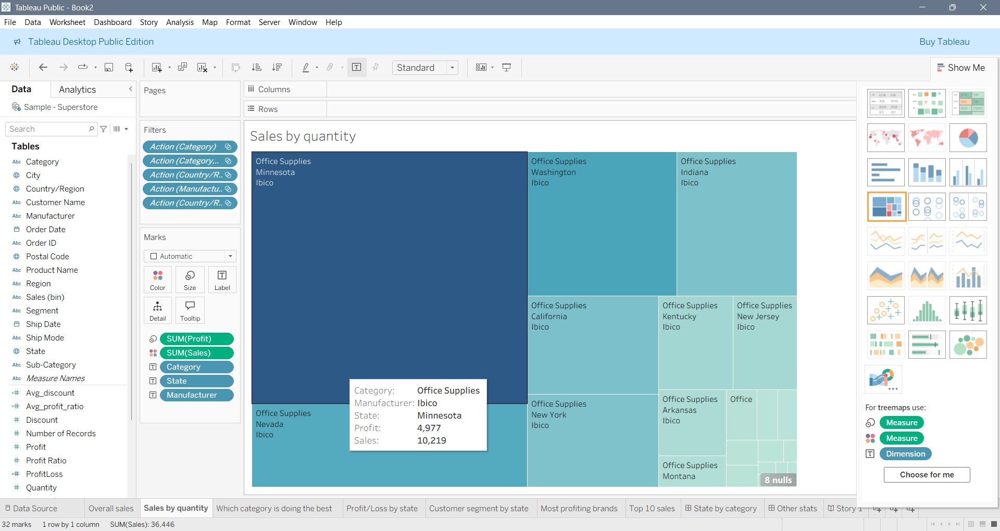 Tableau Public - Book2
File Data Worksheet Dashboard Story Analysis Map Format Server Window Help
Tableau Desktop Public Edition
Buy Tableau
Standard
Show Me
Data
Analytics
Sample - Superstore
Search
Tables
Abc Category
City
Country/Region
Abc Customer Name
Abc Manufacturer
Order Date
Abc Order ID
Postal Code
Abc Product Name
Abc Region
Abc Sales (bin)
Abc Segment
Ship Date
Abc Ship Mode
State
Abc Sub-Category
Abc Measure Names
Avg_discount
Avg_profit_ratio
Discount
Number of Records
Profit
Profit Ratio
ProfitLoss
Quantity
Pages
Filters
Action (Category)
Action (Category,..
Action (Country/R..
Action (Manufactu..
Action (Country/R..
Marks
Automatic
Color
Size
Label
Detail
Tooltip
SUM(Profit)
SUM(Sales)
Category
State
Manufacturer
Columns
Rows
Sales by quantity
Office Supplies
Minnesota
Ibico
Office Supplies
Washington
Ibico
Office Supplies
Indiana
Ibico
Office Supplies
California
Ibico
Office Supplies
Kentucky
Ibico
Office Supplies
New Jersey
Ibico
Office Supplies
Nevada
Ibico
Office Supplies
New York
Ibico
Office Supplies
Arkansas
Ibico
Office
Office Supplies
Montana
8 nulls
Category: Office Supplies
Manufacturer: Ibico
State: Minnesota
Profit: 4,977
Sales: 10,219
For treemaps use:
Measure
Measure
Dimension
Choose for me
Data Source
Overall sales
Sales by quantity
Which category is doing the best
Profit/Loss by state
Customer segment by state
Most profiting brands
Top 10 sales
State by category
Other stats
Story 1
32 marks
1 row by 1 column
SUM(Sales): 36,446